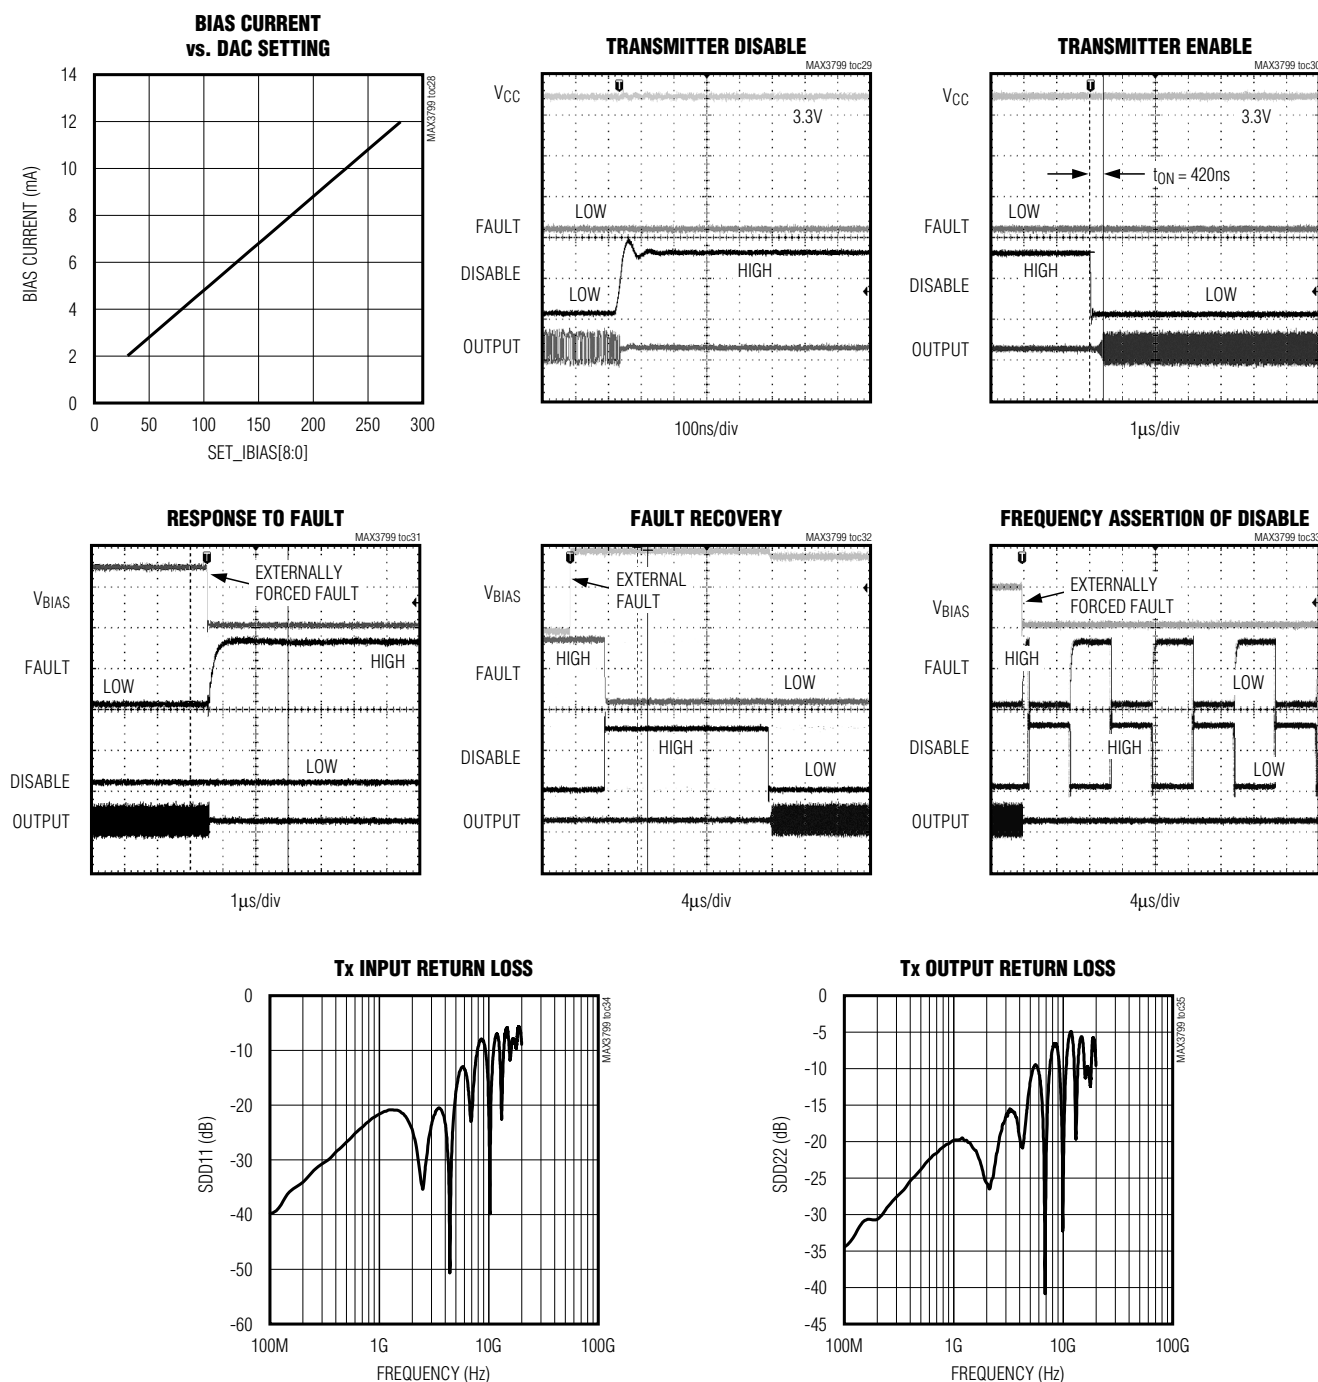 BIAS CURRENT
vs. DAC SETTING
MAX3799 toc28
14
12
10
8
6
4
2
0
BIAS CURRENT (mA)
0 50 100 150 200 250 300
SET_IBIAS[8:0]
TRANSMITTER DISABLE
MAX3799 toc29
VCC
3.3V
FAULT
LOW
DISABLE
HIGH
LOW
OUTPUT
100ns/div
TRANSMITTER ENABLE
MAX3799 toc30
VCC
3.3V
tON = 420ns
FAULT
LOW
HIGH
DISABLE
LOW
OUTPUT
1μs/div
RESPONSE TO FAULT
MAX3799 toc31
EXTERNALLY
FORCED FAULT
VBIAS
FAULT
HIGH
LOW
DISABLE
LOW
OUTPUT
1μs/div
FAULT RECOVERY
MAX3799 toc32
EXTERNAL
FAULT
VBIAS
FAULT
HIGH
LOW
DISABLE
HIGH
LOW
OUTPUT
4μs/div
FREQUENCY ASSERTION OF DISABLE
MAX3799 toc33
EXTERNALLY
FORCED FAULT
VBIAS
FAULT
HIGH
LOW
DISABLE
HIGH
LOW
OUTPUT
4μs/div
Tx INPUT RETURN LOSS
MAX3799 toc34
0
-10
-20
-30
-40
-50
-60
SDD11 (dB)
100M 1G 10G 100G
FREQUENCY (Hz)
Tx OUTPUT RETURN LOSS
MAX3799 toc35
0
-5
-10
-15
-20
-25
-30
-35
-40
-45
SDD22 (dB)
100M 1G 10G 100G
FREQUENCY (Hz)